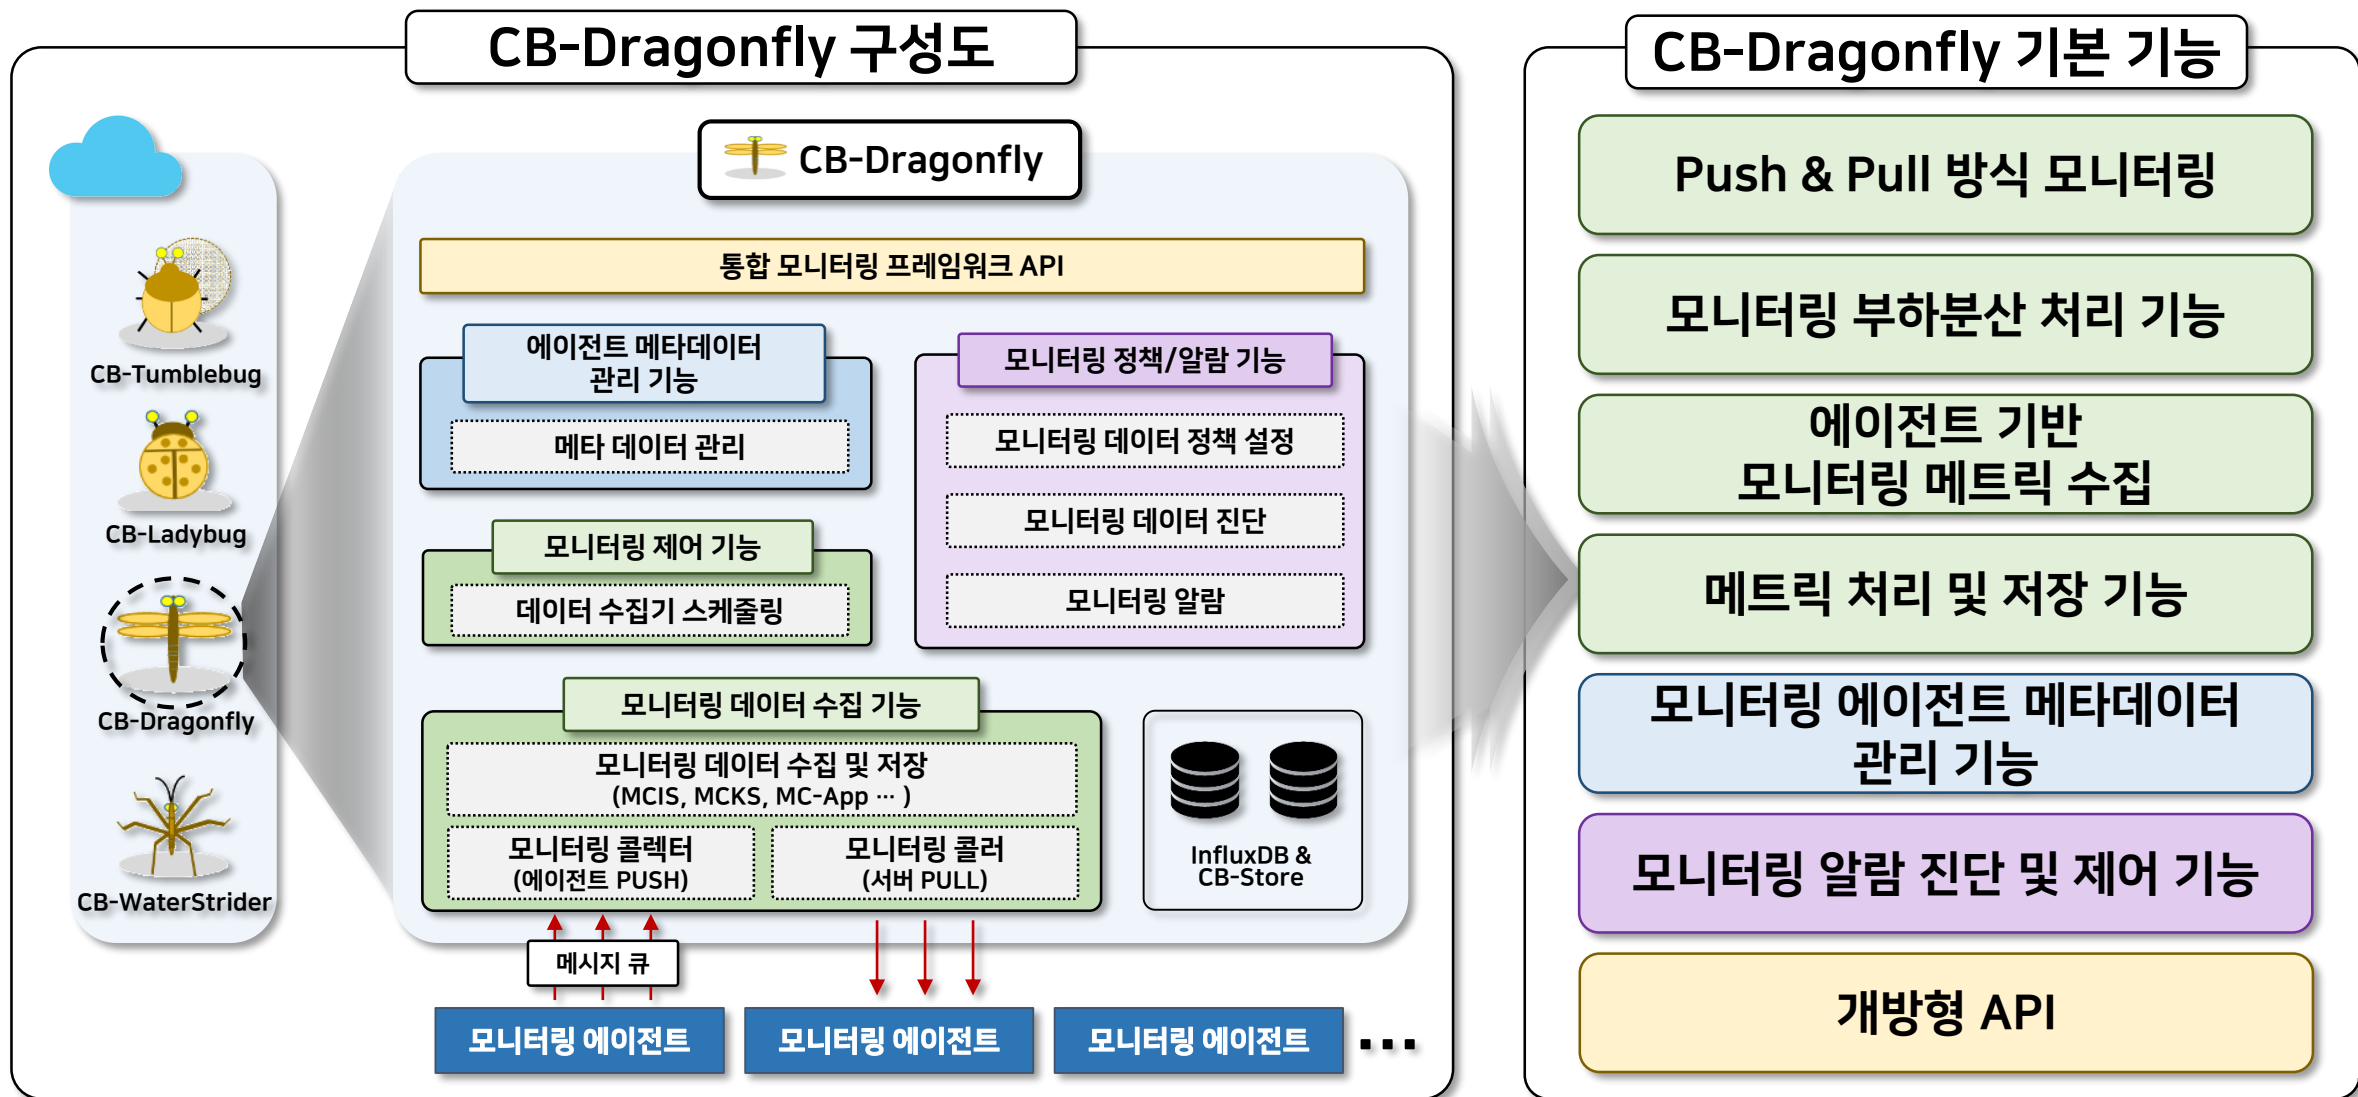 CB-Dragonfly 구성도
CB-Tumblebug
CB-Ladybug
CB-Dragonfly
CB-WaterStrider
CB-Dragonfly
통합 모니터링 프레임워크 API
에이전트 메타데이터
관리 기능
메타 데이터 관리
모니터링 제어 기능
데이터 수집기 스케줄링
모니터링 정책/알람 기능
모니터링 데이터 정책 설정
모니터링 데이터 진단
모니터링 알람
모니터링 데이터 수집 기능
모니터링 데이터 수집 및 저장
(MCIS, MCKS, MC-App ⋯ )
모니터링 콜렉터
(에이전트 PUSH)
모니터링 콜러
(서버 PULL)
InfluxDB &
CB-Store
메시지 큐
모니터링 에이전트
모니터링 에이전트
모니터링 에이전트
...
CB-Dragonfly 기본 기능
Push & Pull 방식 모니터링
모니터링 부하분산 처리 기능
에이전트 기반
모니터링 메트릭 수집
메트릭 처리 및 저장 기능
모니터링 에이전트 메타데이터
관리 기능
모니터링 알람 진단 및 제어 기능
개방형 API